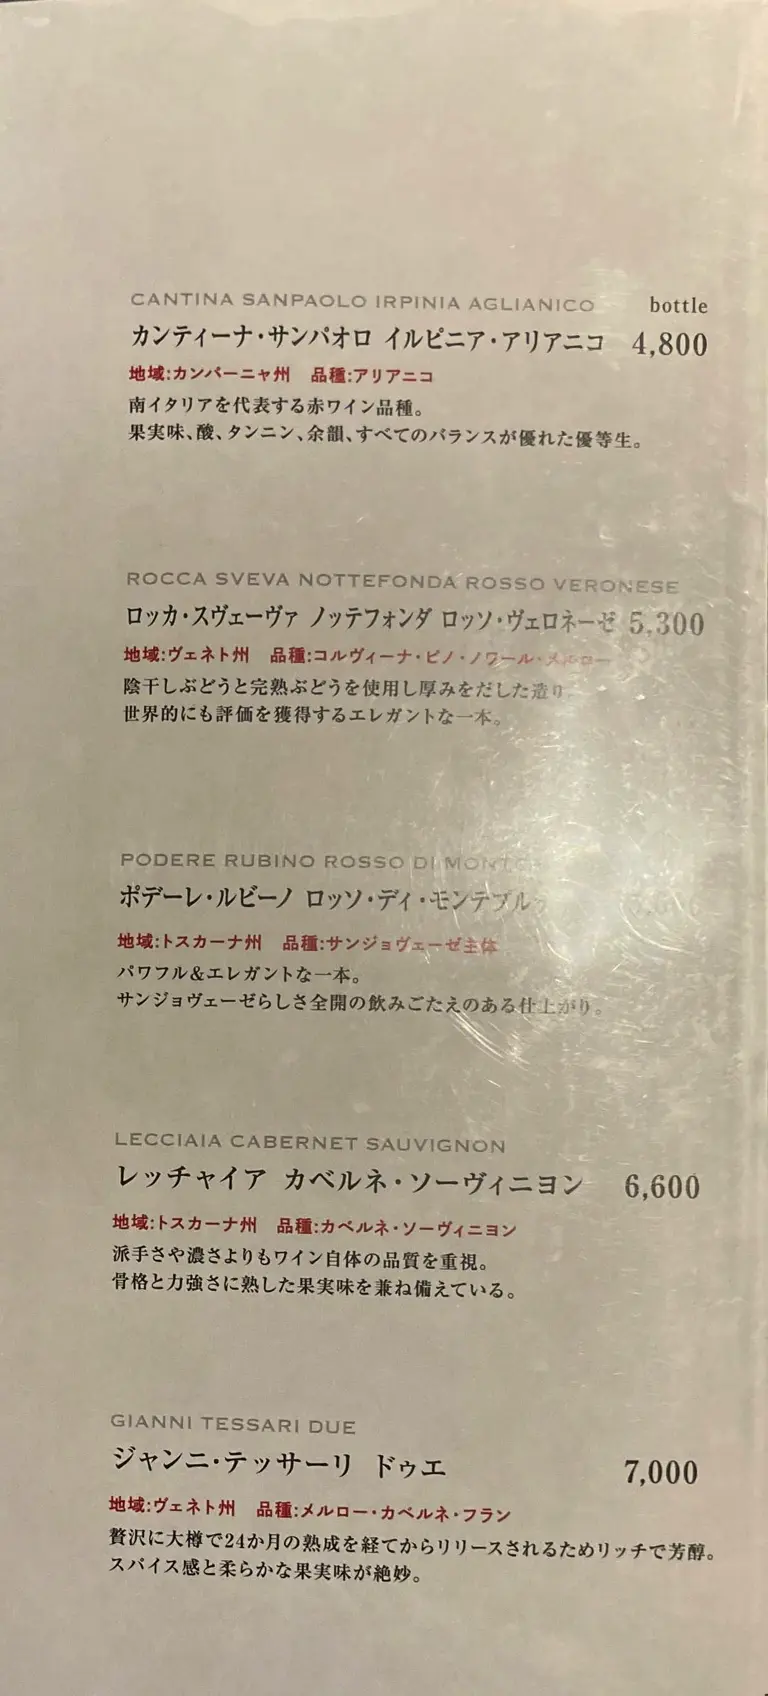 CANTINA SANPAOLO IRPINIA AGLIANICO bottle
カンティーナ・サンパオロ イルピニア・アリアニコ 4,800
地域:カンパーニャ州 品種:アリアニコ
南イタリアを代表する赤ワイン品種。
果実味、酸、タンニン、余韻、すべてのバランスが優れた優等生。
ROCCA SVEVA NOTTEFONDA ROSSO VERONESE
ロッカ・スヴェーヴァ ノッテフォンダ ロッソ・ヴェロネーゼ 5,300
地域:ヴェネト州 品種:コルヴィーナ・ピノ・ノワール・メルロー
陰干しぶどうと完熟ぶどうを使用し厚みをだした造り
世界的にも評価を獲得するエレガントな一本。
PODERE RUBINO ROSSO DI
ポデーレ・ルビーノ ロッソ・ディ・
地域:トスカーナ州 品種:サンジョヴェーゼ主体
パワフル&エレガントな一本。
サンジョヴェーゼらしさ全開の飲みごたえのある仕上がり。
LECCIAIA CABERNET SAUVIGNON
レッチャイア カベルネ・ソーヴィニヨン 6,600
地域:トスカーナ州 品種:カベルネ・ソーヴィニヨン
派手さや濃さよりもワイン自体の品質を重視。
骨格と力強さに熟した果実味を兼ね備えている。
GIANNI TESSARI DUE
ジャンニ・テッサーリ ドゥエ 7,000
地域:ヴェネト州 品種:メルロー・カベルネ・フラン
贅沢に大樽で24か月の熟成を経てからリリースされるためリッチで芳醇。
スパイス感と柔らかな果実味が絶妙。